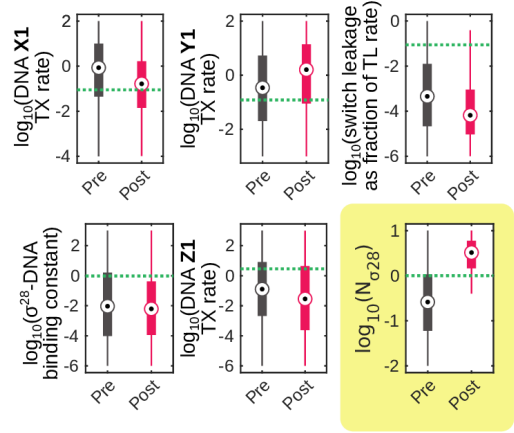 log10(DNA X1
TX rate)
2
0
-2
-4
Pre
Post
log10(DNA Y1
TX rate)
2
0
-2
Pre
Post
log10(switch leakage
as fraction of TL rate)
0
-2
-4
-6
Pre
Post
log10(σ28-DNA
binding constant)
2
0
-2
-4
-6
Pre
Post
log10(DNA Z1
TX rate)
2
0
-2
-4
-6
Pre
Post
log10(Nσ28)
1
0
-1
-2
Pre
Post